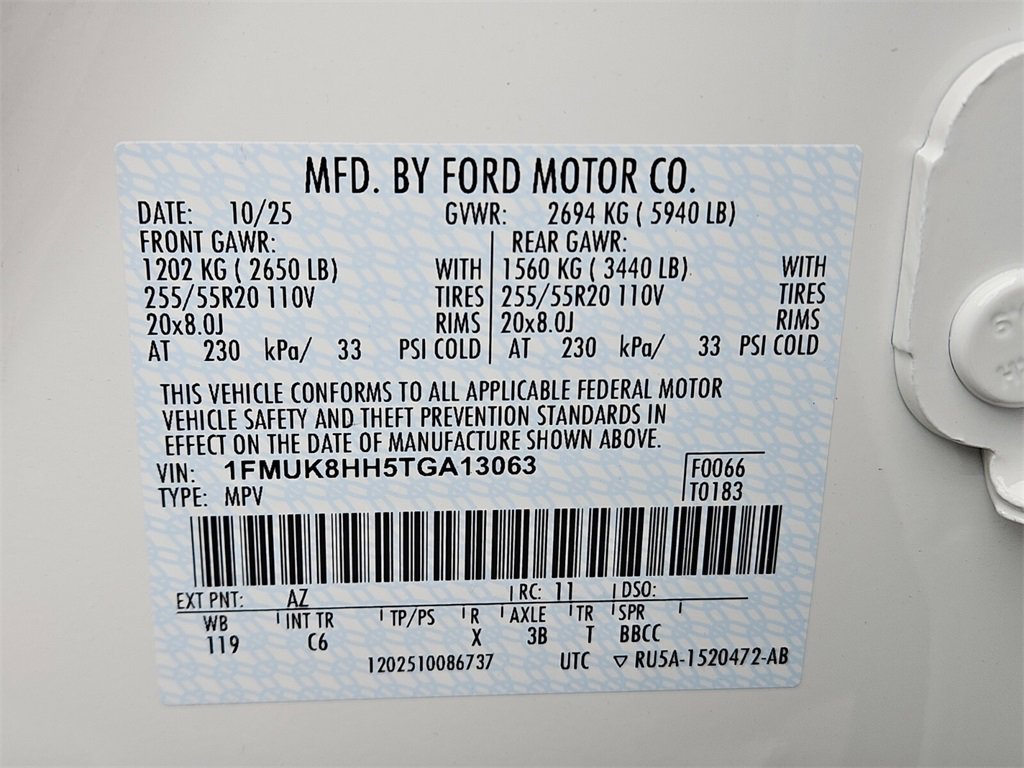 MFD. BY FORD MOTOR CO.
DATE: 10/25 GVWR: 2694 KG ( 5940 LB)
FRONT GAWR: REAR GAWR:
1202 KG ( 2650 LB) WITH 1560 KG ( 3440 LB) WITH
255/55R20 110V TIRES 255/55R20 110V TIRES
20x8.0J RIMS 20x8.0J RIMS
AT 230 kPa/ 33 PSI COLD AT 230 kPa/ 33 PSI COLD
THIS VEHICLE CONFORMS TO ALL APPLICABLE FEDERAL MOTOR
VEHICLE SAFETY AND THEFT PREVENTION STANDARDS IN
EFFECT ON THE DATE OF MANUFACTURE SHOWN ABOVE.
VIN: 1FMUK8HH5TGA13063 F0066
TYPE: MPV T0183
EXT PNT: AZ RC: 11 DSO:
WB INT TR TP/PS R AXLE TR SPR
119 C6 X 3B T BBCC
1202510086737 UTC ▽ RU5A-1520472-AB